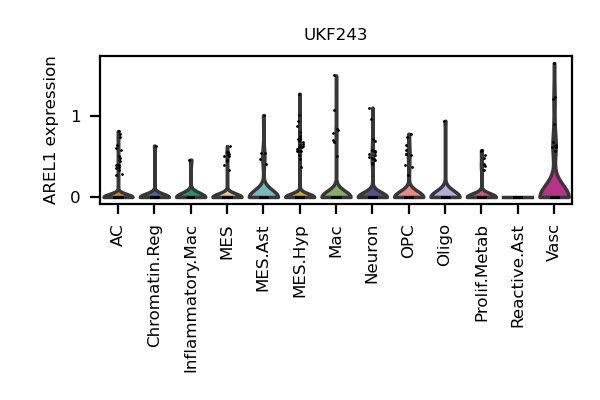 UKF243
AREL1 expression
1
0
AC
Chromatin.Reg
Inflammatory.Mac
MES
MES.Ast
MES.Hyp
Mac
Neuron
OPC
Oligo
Prolif.Metab
Reactive.Ast
Vasc